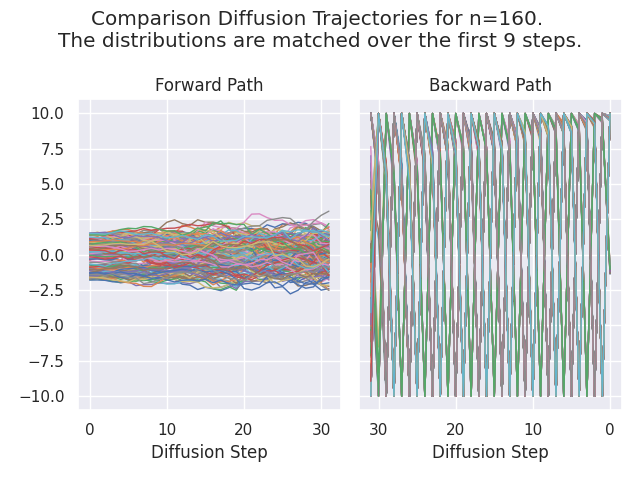 Comparison Diffusion Trajectories for n=160.
The distributions are matched over the first 9 steps.
Forward Path
Backward Path
10.0
7.5
5.0
2.5
0.0
−2.5
−5.0
−7.5
−10.0
0 10 20 30
30 20 10 0
Diffusion Step
Diffusion Step